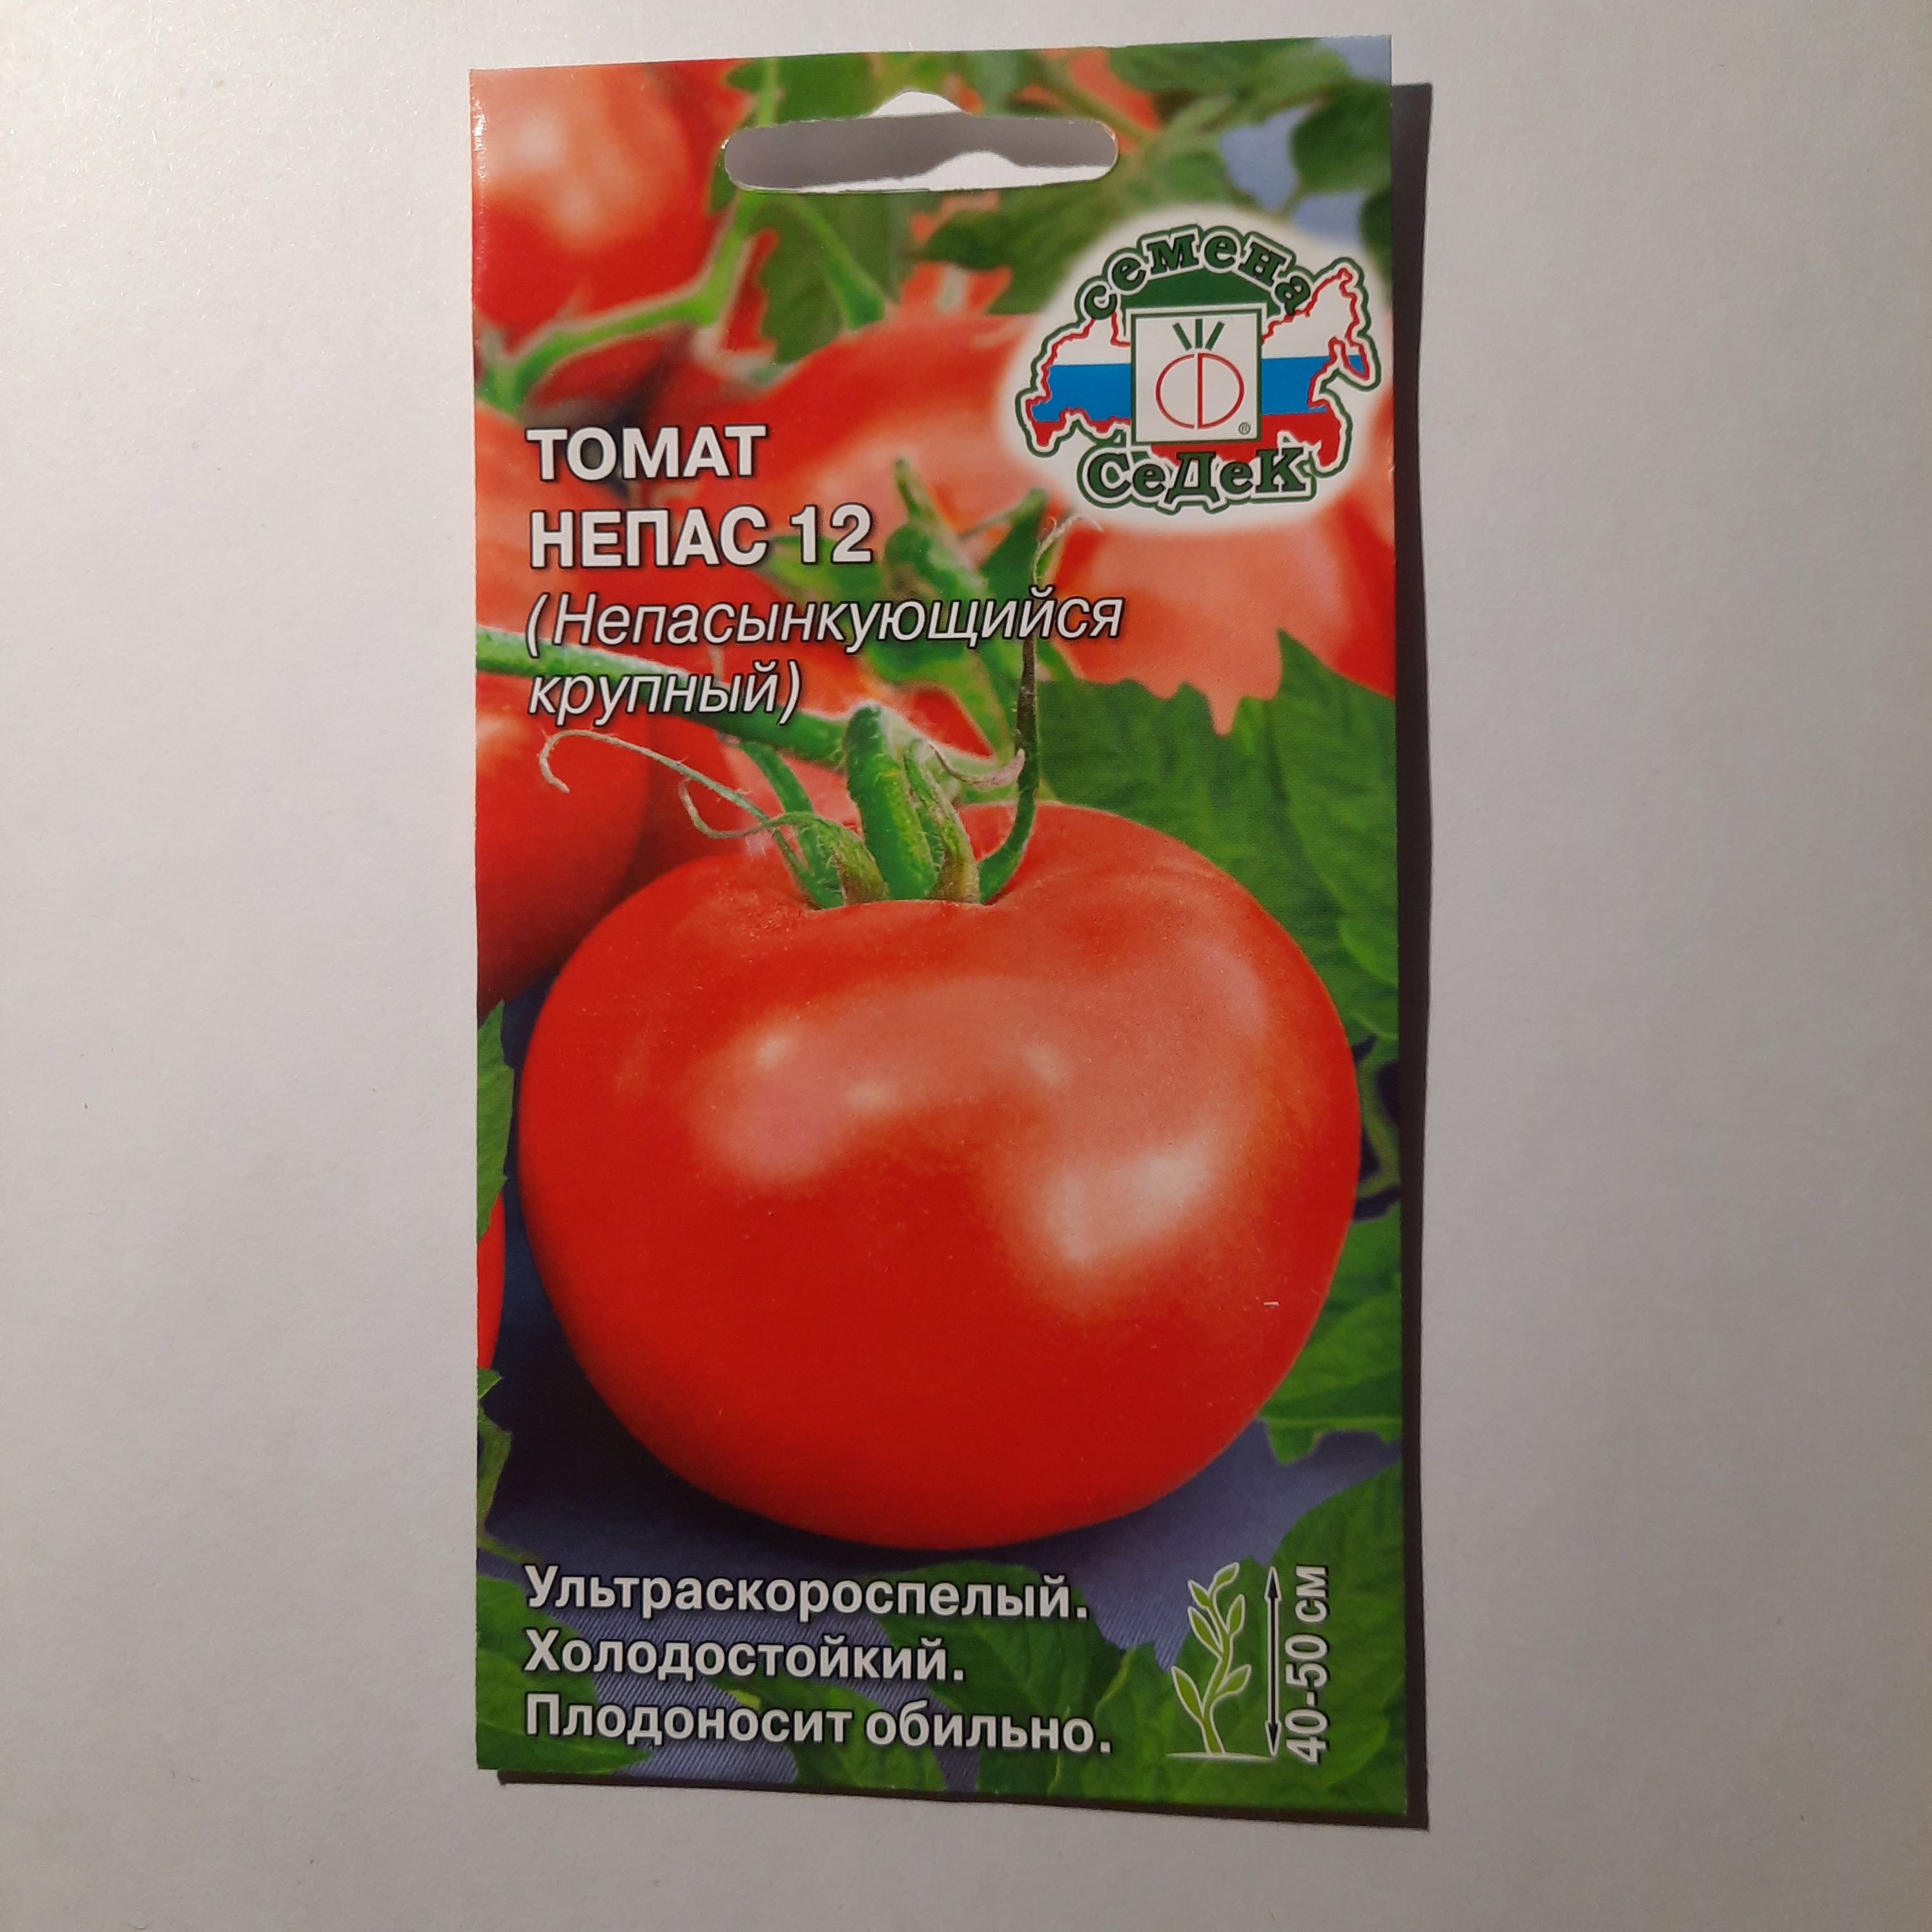 семена
СеДеК
®
ТОМАТ
НЕПАС 12
(Непасынкующийся
крупный)
Ультраскороспелый.
Холодостойкий.
Плодоносит обильно.
40-50 см